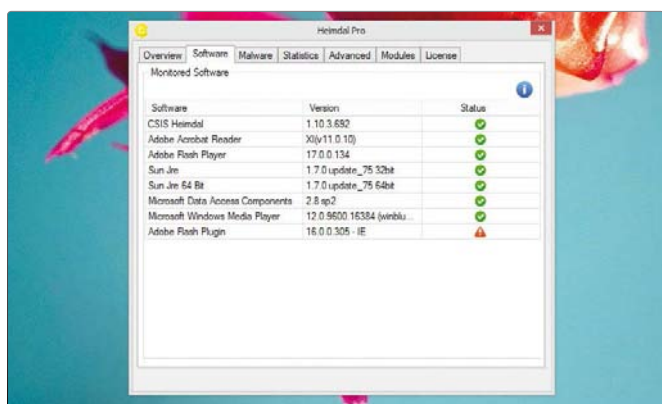 Heimdal Pro
Overview Software Malware Statistics Advanced Modules License
Monitored Software
Software Version Status
CSIS Heimdal 1.10.3.692
Adobe Acrobat Reader XI(v11.0.10)
Adobe Flash Player 17.0.0.134
Sun Jre 1.7.0 update_75 32bit
Sun Jre 64 Bit 1.7.0 update_75 64bit
Microsoft Data Access Components 2.8 sp2
Microsoft Windows Media Player 12.0.9600.16384 (winblu...
Adobe Flash Plugin 16.0.0.305 - IE